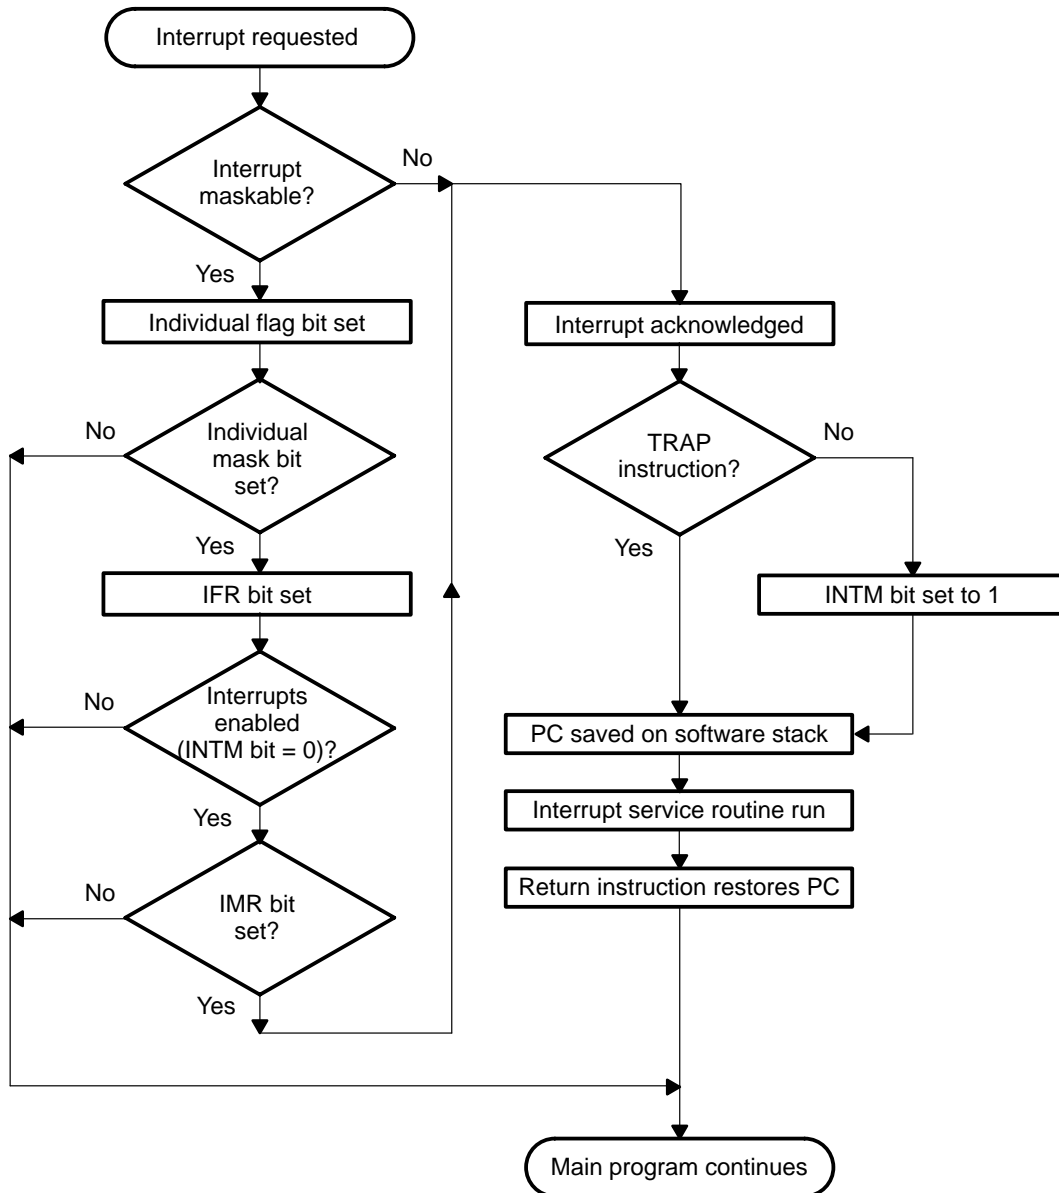 Interrupt requested
Interrupt
maskable?
No
Yes
Individual flag bit set
Interrupt acknowledged
No
Individual
mask bit
set?
TRAP
instruction?
No
Yes
Yes
IFR bit set
INTM bit set to 1
No
Interrupts
enabled
(INTM bit = 0)?
PC saved on software stack
Yes
Interrupt service routine run
No
IMR bit
set?
Return instruction restores PC
Yes
Main program continues